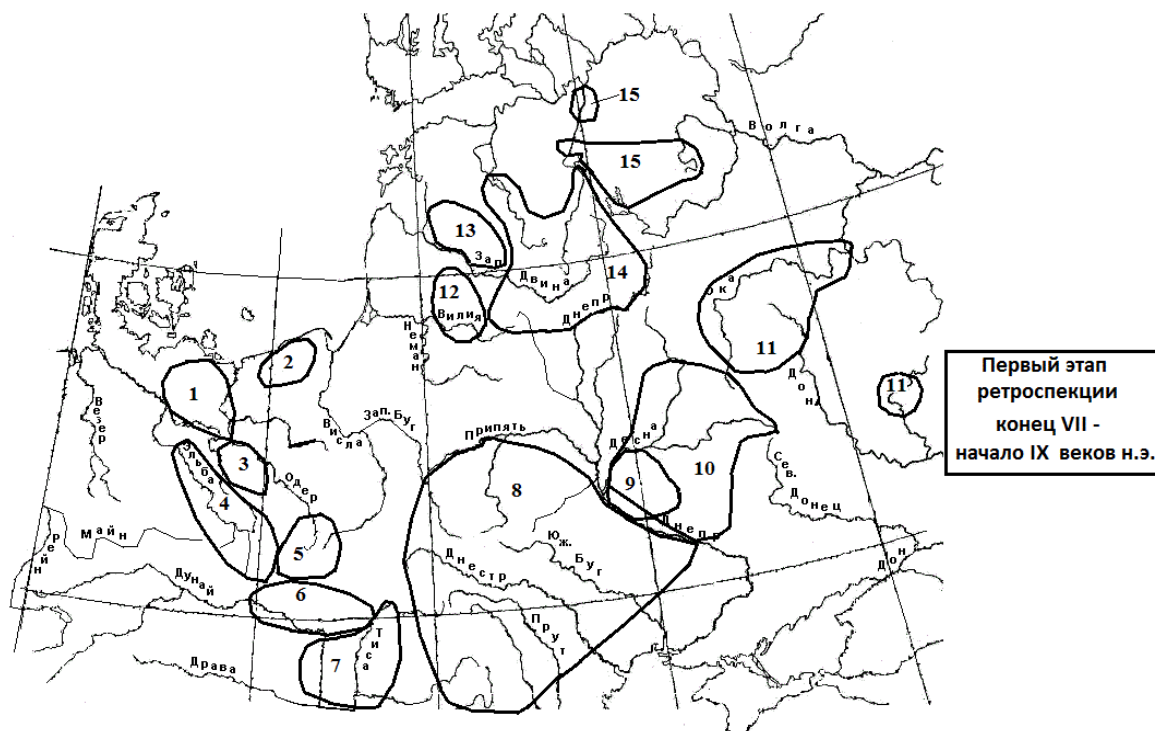 15
Волга
15
13
Зап.
Двина
14
12
Вилия
Днепр
Ока
11
Неман
2
1
Дон
11
Везер
Висла
Зап. Буг
Припять
Десна
3
Эльба
Одер
4
8
9
10
Сев. Донец
Днепр
Майн
5
Юж. Буг
Рейн
Дунай
6
Днестр
Прут
Дон
7
Тиса
Драва
Первый этап
ретроспекции
конец VII -
начало IX веков н.э.